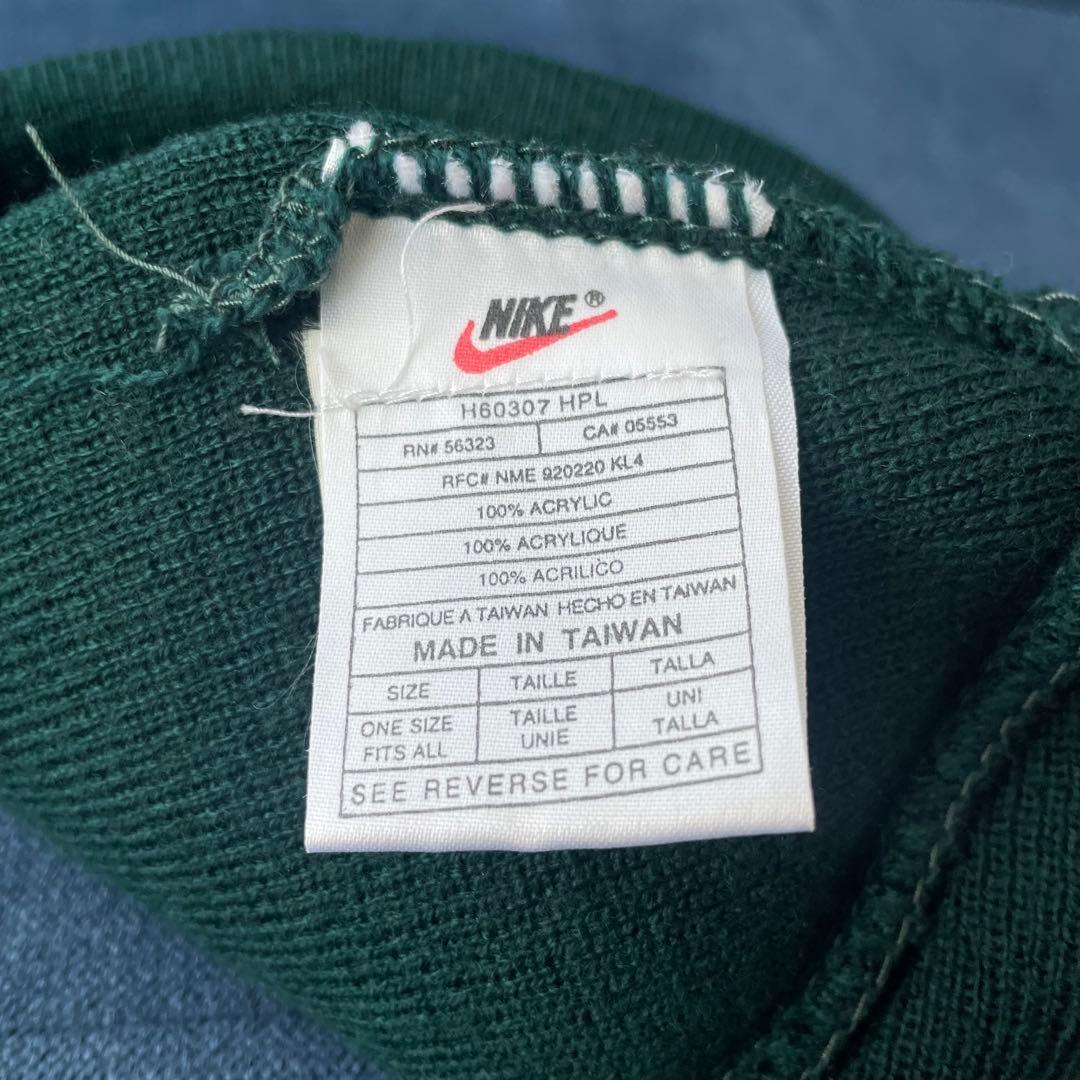 NIKE®
H60307 HPL
RN# 56323 CA# 05553
RFC# NME 920220 KL4
100% ACRYLIC
100% ACRYLIQUE
100% ACRILICO
FABRIQUE A TAIWAN HECHO EN TAIWAN
MADE IN TAIWAN
SIZE TAILLE TALLA
ONE SIZE FITS ALL
TAILLE UNIE
UNI TALLA
SEE REVERSE FOR CARE